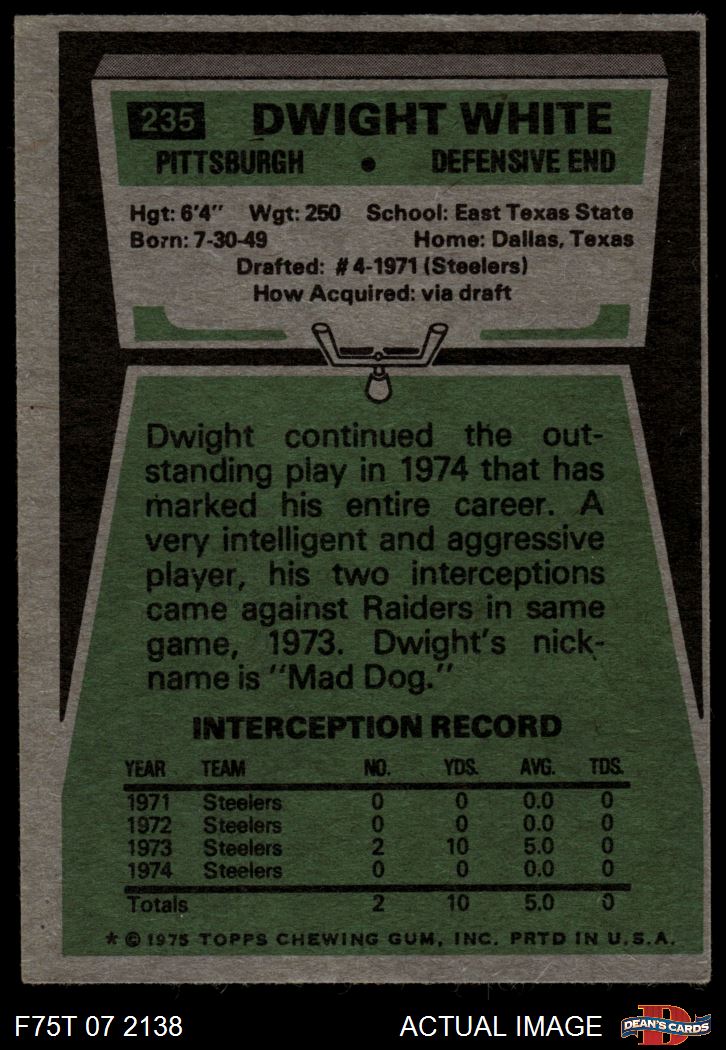 235 DWIGHT WHITE
PITTSBURGH • DEFENSIVE END
Hgt: 6'4" Wgt: 250 School: East Texas State
Born: 7-30-49 Home: Dallas, Texas
Drafted: #4-1971 (Steelers)
How Acquired: via draft
Dwight continued the out-
standing play in 1974 that has
marked his entire career. A
very intelligent and aggressive
player, his two interceptions
came against Raiders in same
game, 1973. Dwight's nick-
name is "Mad Dog."
INTERCEPTION RECORD
YEAR TEAM NO. YDS. AVG. TDS.
1971 Steelers 0 0 0.0 0
1972 Steelers 0 0 0.0 0
1973 Steelers 2 10 5.0 0
1974 Steelers 0 0 0.0 0
Totals 2 10 5.0 0
* © 1975 TOPPS CHEWING GUM, INC. PRTD IN U.S.A.
F75T 07 2138 ACTUAL IMAGE D DEAN'S CARDS